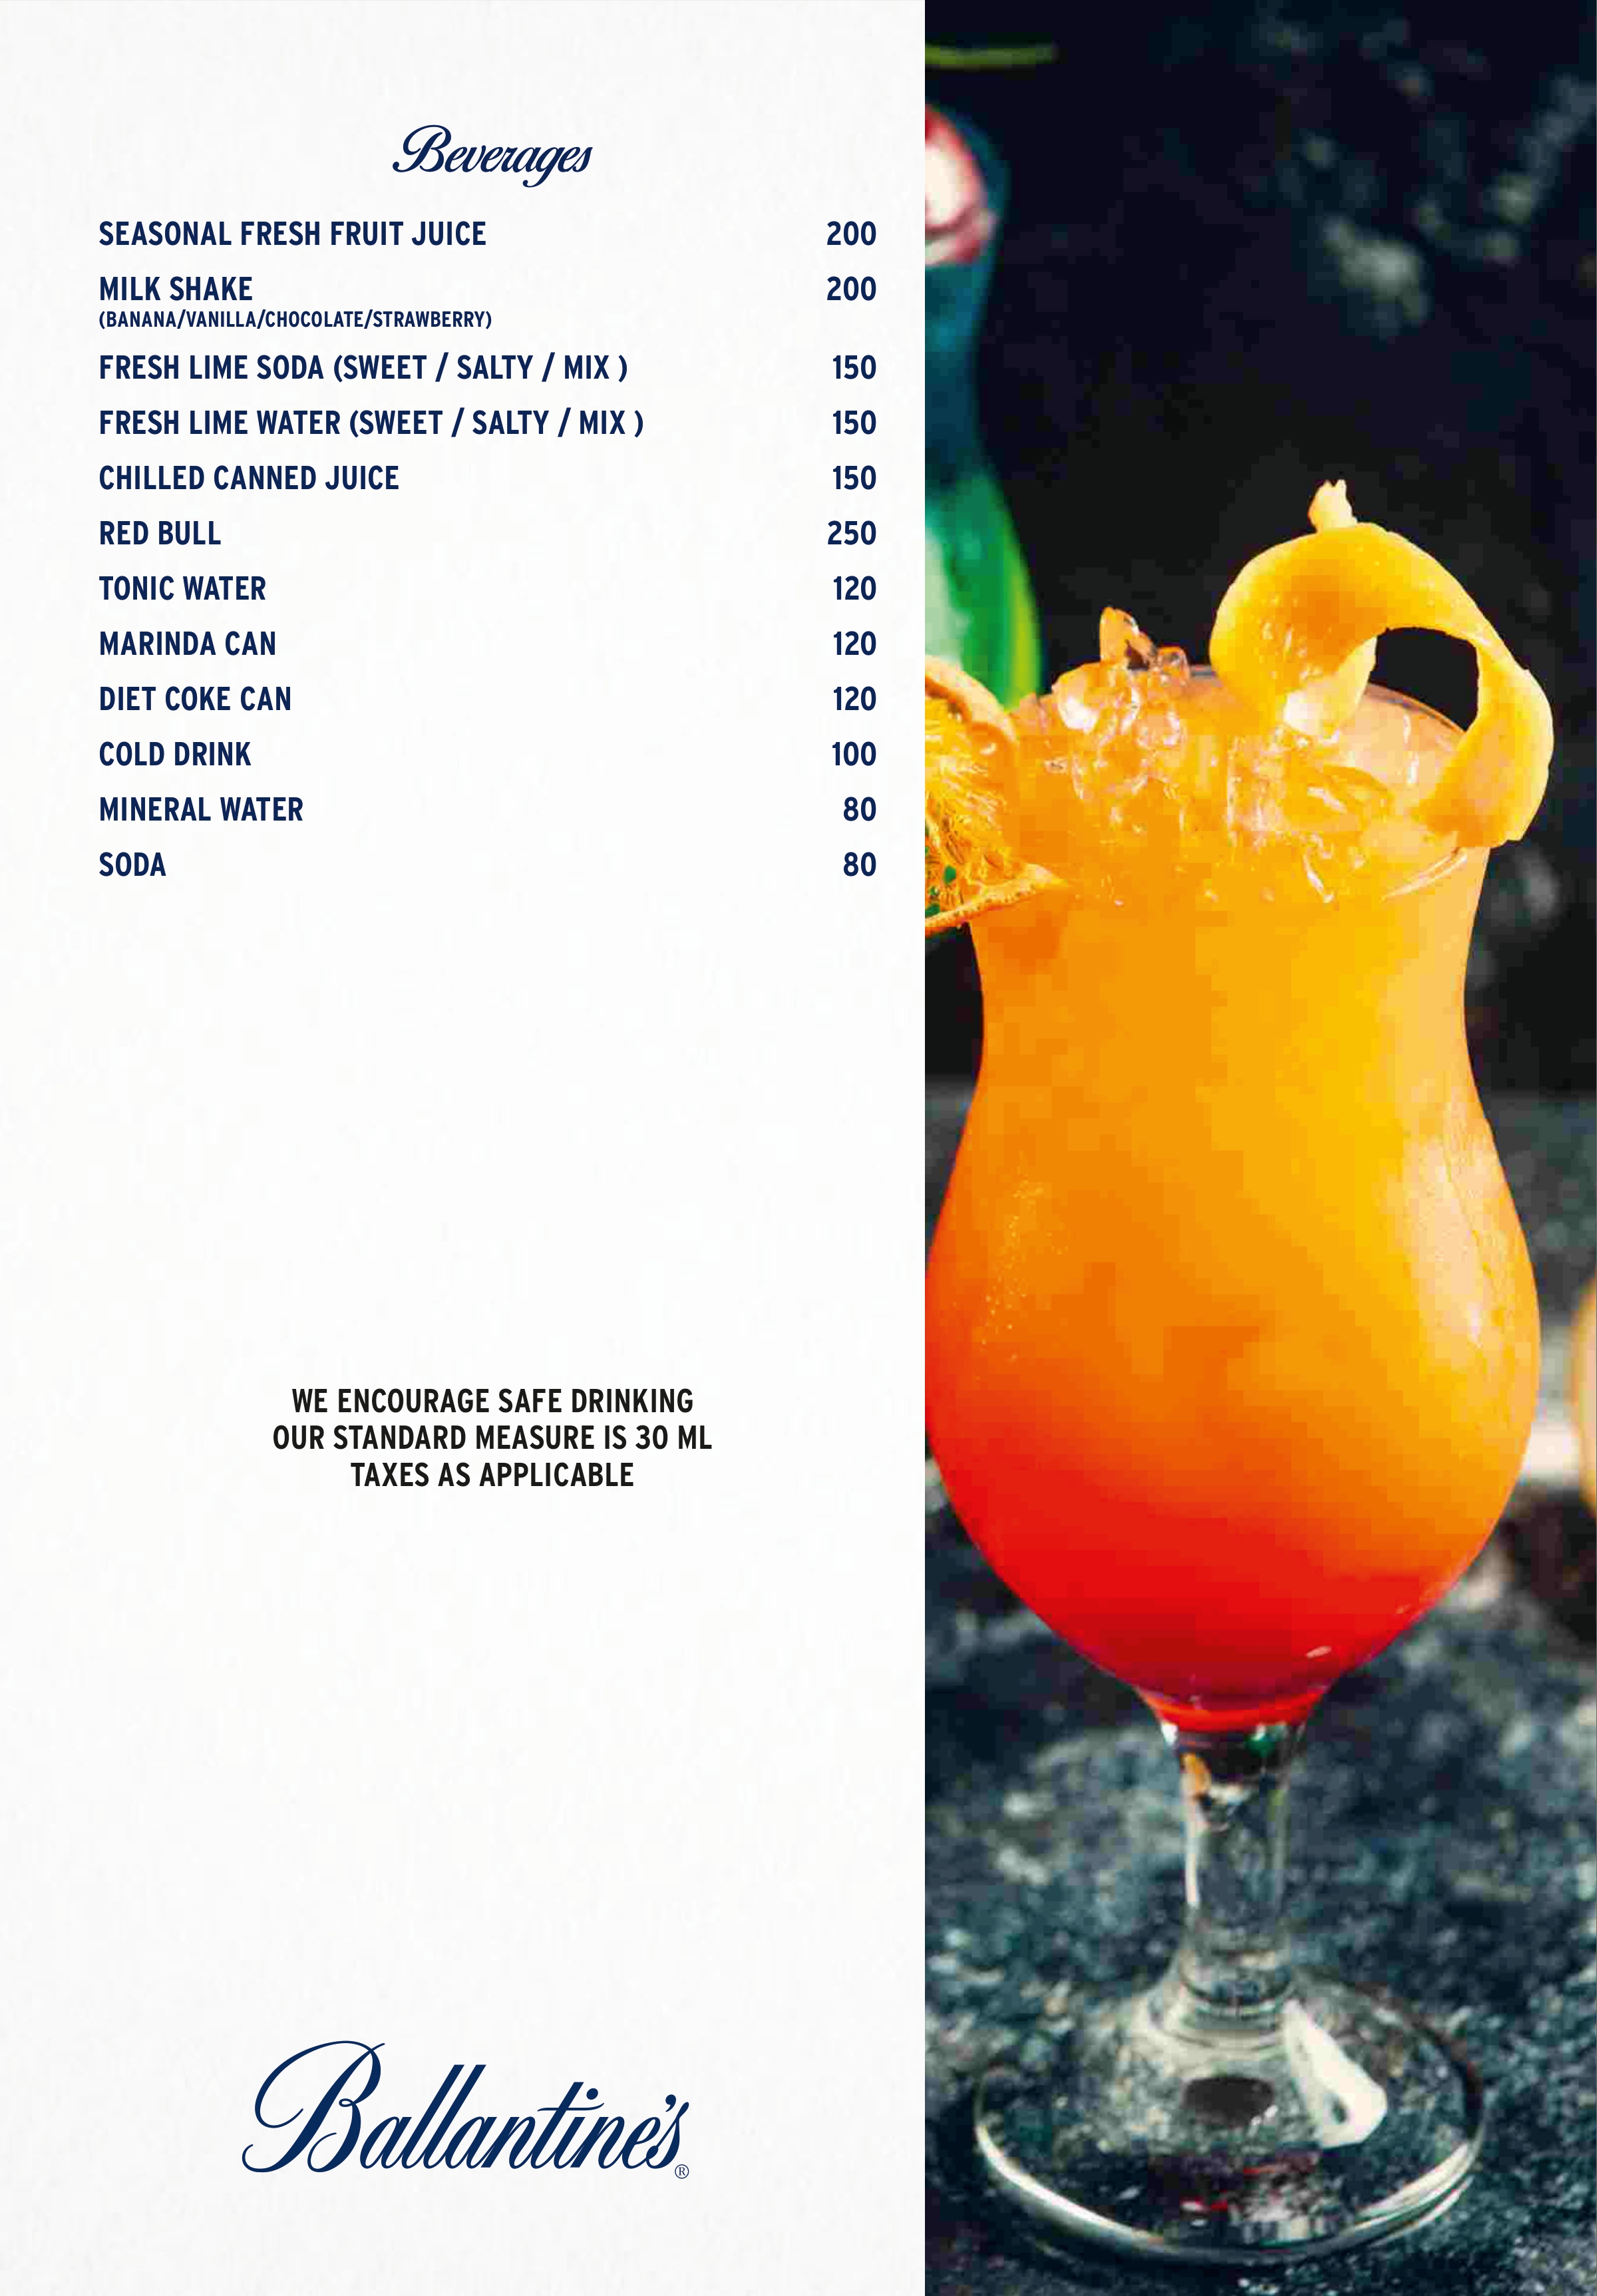 Beverages
SEASONAL FRESH FRUIT JUICE 200
MILK SHAKE 200
(BANANA/VANILLA/CHOCOLATE/STRAWBERRY)
FRESH LIME SODA (SWEET / SALTY / MIX ) 150
FRESH LIME WATER (SWEET / SALTY / MIX ) 150
CHILLED CANNED JUICE 150
RED BULL 250
TONIC WATER 120
MARINDA CAN 120
DIET COKE CAN 120
COLD DRINK 100
MINERAL WATER 80
SODA 80
WE ENCOURAGE SAFE DRINKING
OUR STANDARD MEASURE IS 30 ML
TAXES AS APPLICABLE
Ballantine's®